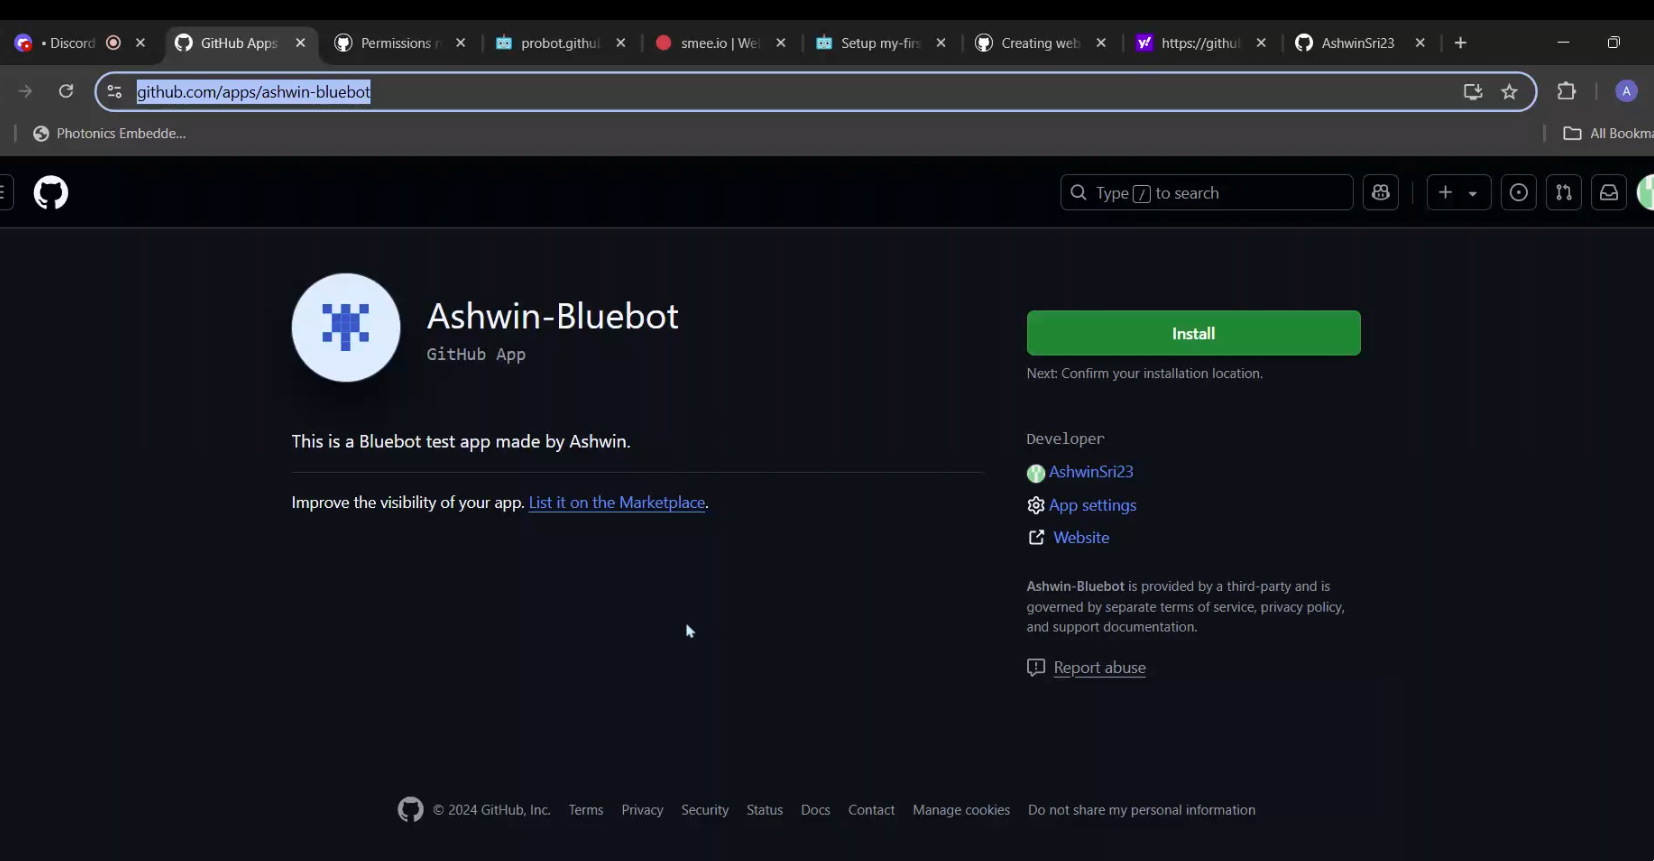 • Discord
GitHub Apps
Permissions
probot.githu
smee.io | We
Setup my-firs
Creating web
https://githu
AshwinSri23
github.com/apps/ashwin-bluebot
A
Photonics Embedde...
All Bookma
Type / to search
Ashwin-Bluebot
GitHub App
Install
Next: Confirm your installation location.
This is a Bluebot test app made by Ashwin.
Improve the visibility of your app. List it on the Marketplace.
Developer
AshwinSri23
App settings
Website
Ashwin-Bluebot is provided by a third-party and is
governed by separate terms of service, privacy policy,
and support documentation.
Report abuse
© 2024 GitHub, Inc. Terms Privacy Security Status Docs Contact Manage cookies Do not share my personal information